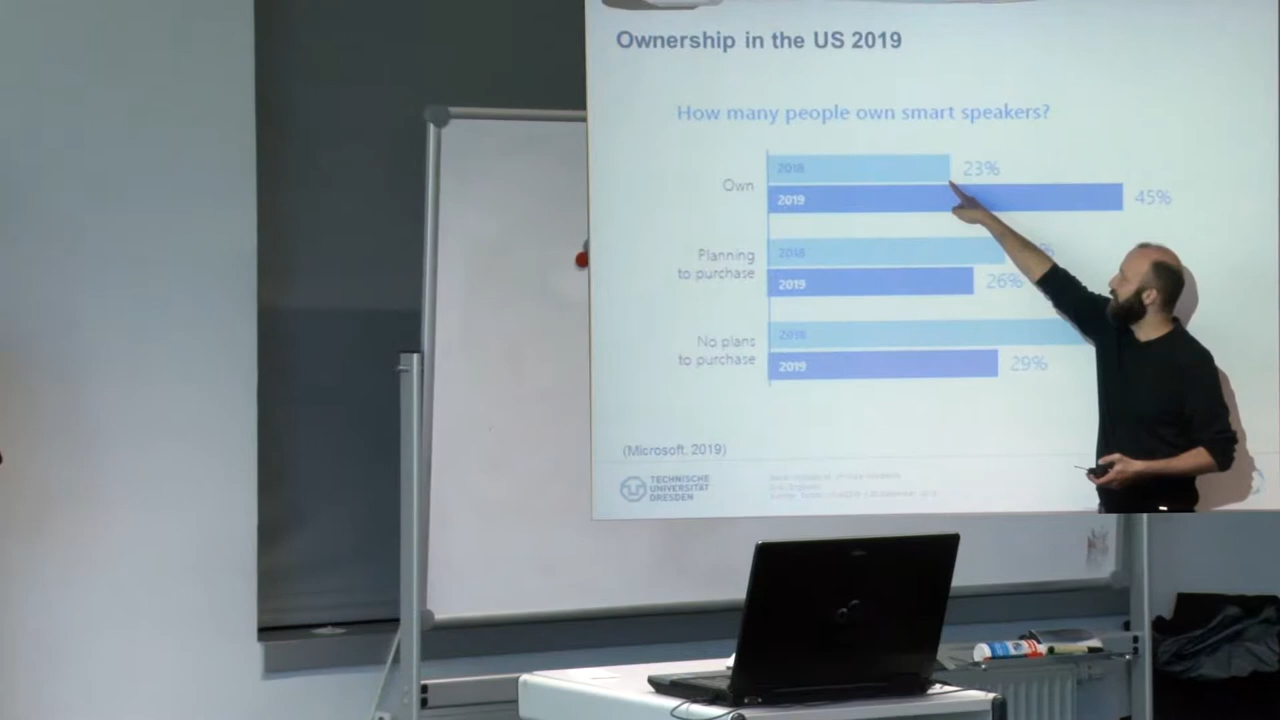 Ownership in the US 2019
How many people own smart speakers?
Own
2018
23%
2019
45%
Planning
to purchase
2018
%
2019
26%
No plans
to purchase
2018
2019
29%
(Microsoft, 2019)
TECHNISCHE
UNIVERSITÄT
DRESDEN